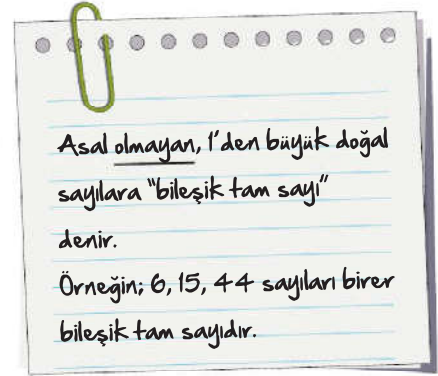 Asal olmayan, 1'den büyük doğal
sayılara "bileşik tam sayı"
denir.
Örneğin; 6, 15, 44 sayıları birer
bileşik tam sayıdır.